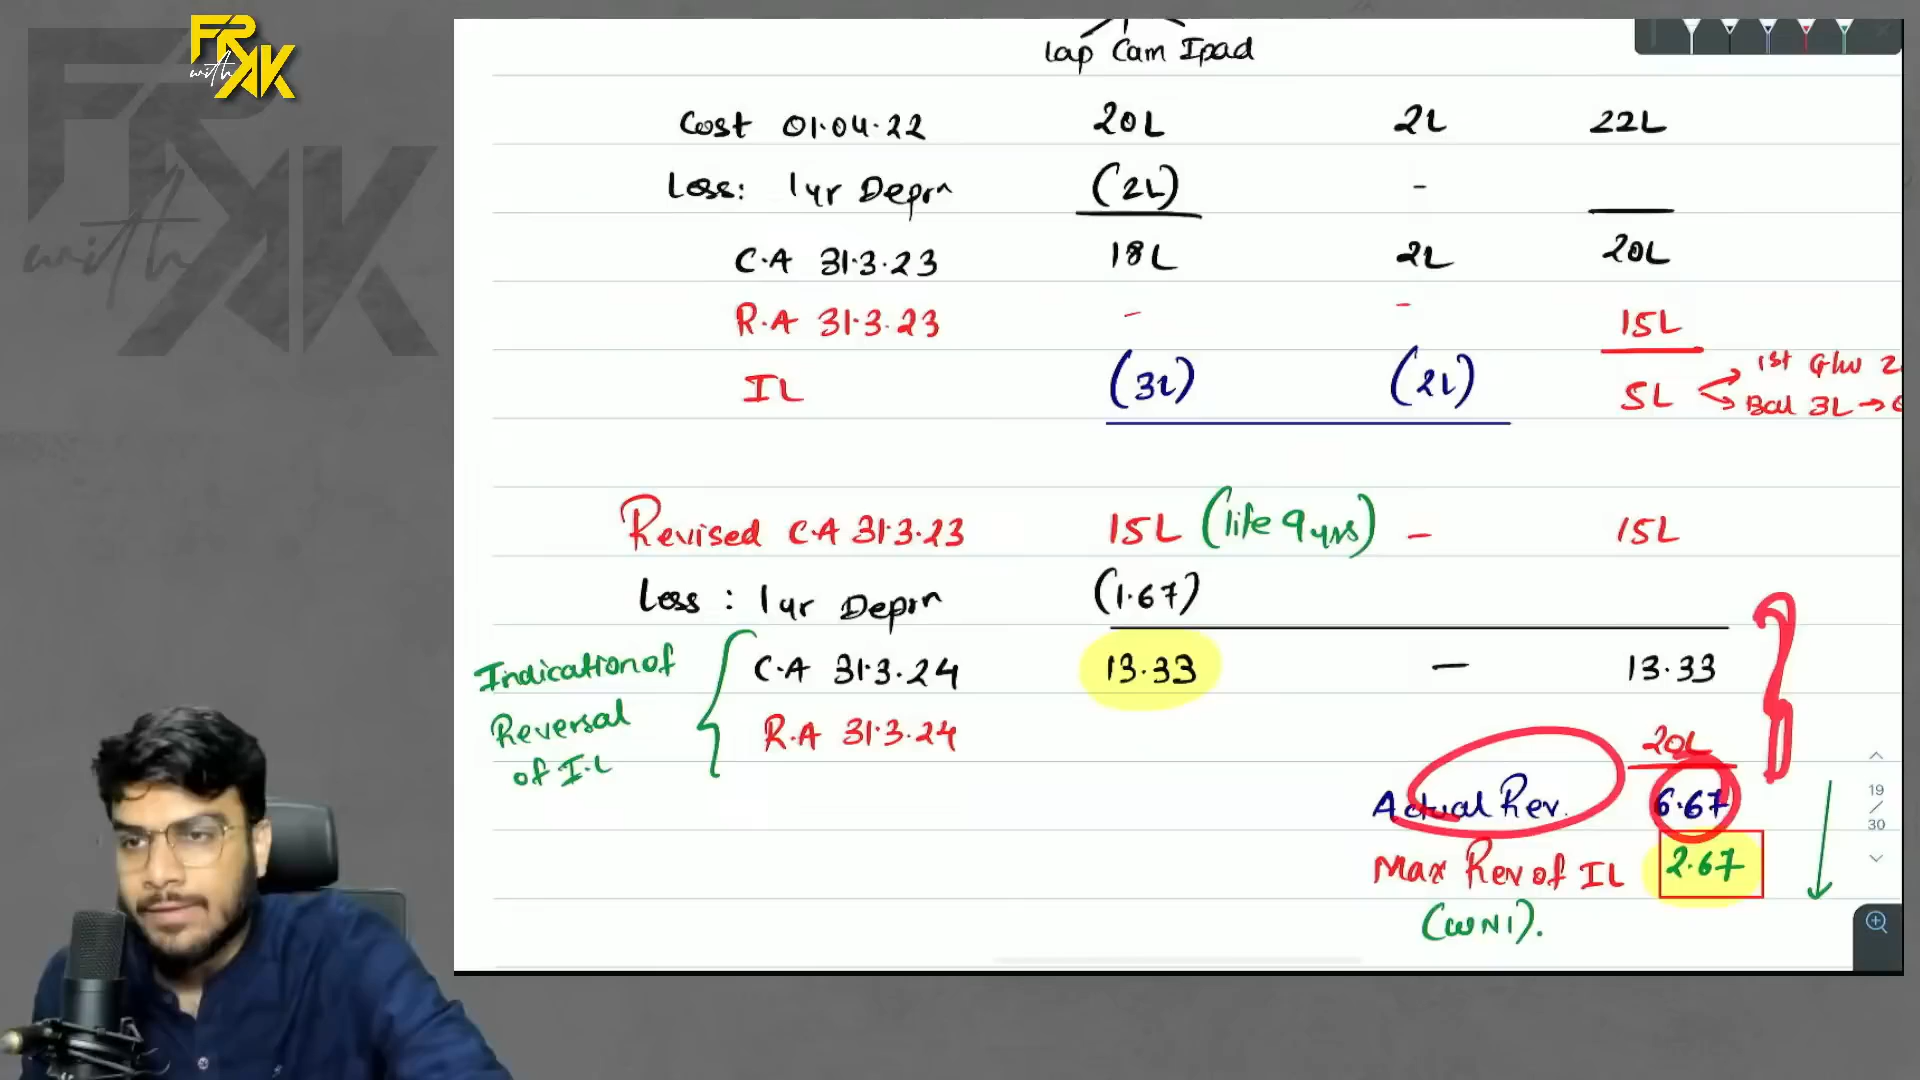 FR
with AK
FR
with AK
Lap Cam Ipad
Cost 01.04.22 20L 2L 22L
Less: 1yr Deprn (2L) -
C.A 31.3.23 18L 2L 20L
R.A 31.3.23 - - 15L
IL (3L) (2L) 5L
1st G/w 2
Bal 3L →
Revised C.A 31.3.23 15L (life 9yrs) - 15L
Less : 1yr Deprn (1.67)
Indication of Reversal of I.L
C.A 31.3.24 13.33 — 13.33
R.A 31.3.24 20L
Actual Rev. 6.67
Max Rev of IL 2.67
(WN1).
19
/
30